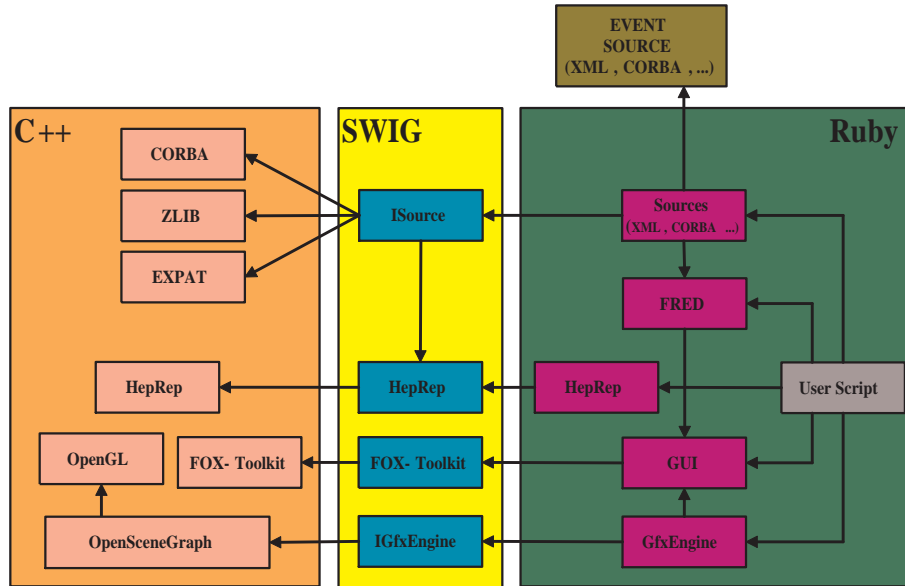 EVENT
SOURCE
(XML , CORBA , ...)
C++
SWIG
Ruby
CORBA
ZLIB
EXPAT
ISource
Sources
(XML , CORBA ...)
FRED
HepRep
HepRep
HepRep
User Script
OpenGL
FOX- Toolkit
FOX- Toolkit
GUI
OpenSceneGraph
IGfxEngine
GfxEngine